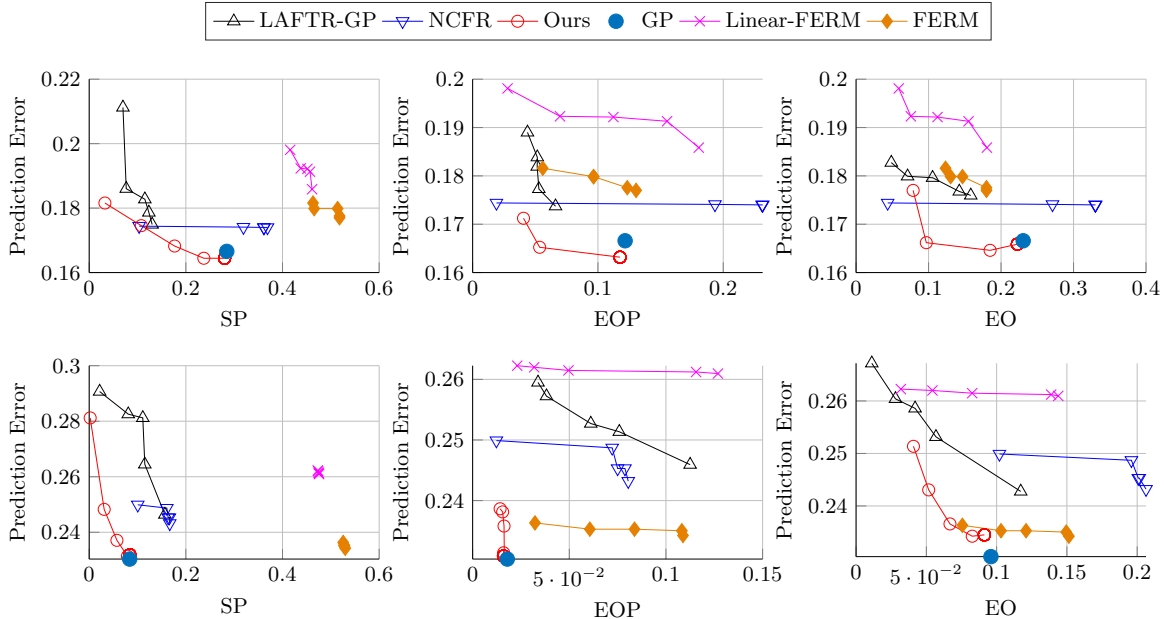 LAFTR-GP NCFR Ours GP Linear-FERM FERM
0.22
0.2
0.18
0.16
0 0.2 0.4 0.6
SP
Prediction Error
0.2
0.19
0.18
0.17
0.16
0 0.1 0.2
EOP
Prediction Error
0.2
0.19
0.18
0.17
0.16
0 0.1 0.2 0.3 0.4
EO
Prediction Error
0.3
0.28
0.26
0.24
0 0.2 0.4 0.6
SP
Prediction Error
0.26
0.25
0.24
0 5 · 10⁻² 0.1 0.15
EOP
Prediction Error
0.26
0.25
0.24
0 5 · 10⁻² 0.1 0.15 0.2
EO
Prediction Error